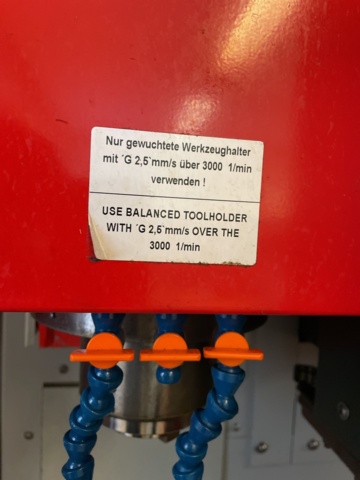 Nur gewuchtete Werkzeughalter
mit ´G 2,5`mm/s über 3000 1/min
verwenden !
USE BALANCED TOOLHOLDER
WITH ´G 2,5`mm/s OVER THE
3000 1/min